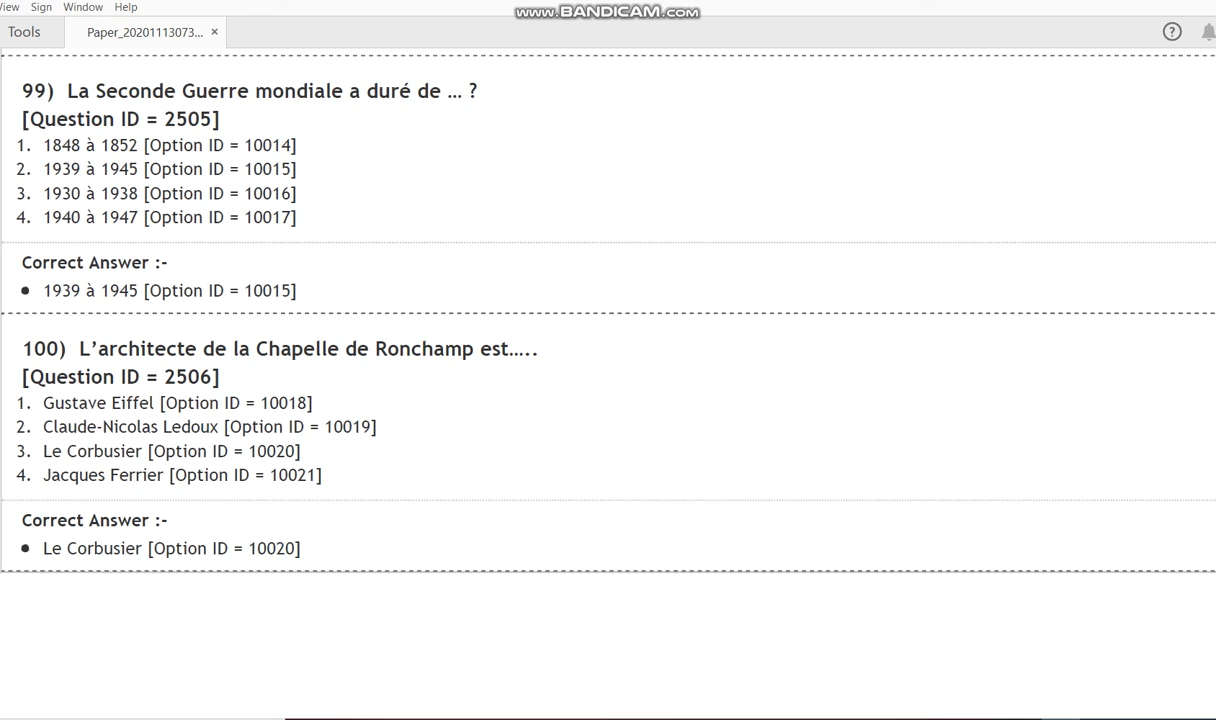 View Sign Window Help
www.BANDICAM.com
Tools Paper_20201113073... ×
99) La Seconde Guerre mondiale a duré de … ?
[Question ID = 2505]
1. 1848 à 1852 [Option ID = 10014]
2. 1939 à 1945 [Option ID = 10015]
3. 1930 à 1938 [Option ID = 10016]
4. 1940 à 1947 [Option ID = 10017]
Correct Answer :-
• 1939 à 1945 [Option ID = 10015]
100) L’architecte de la Chapelle de Ronchamp est…..
[Question ID = 2506]
1. Gustave Eiffel [Option ID = 10018]
2. Claude-Nicolas Ledoux [Option ID = 10019]
3. Le Corbusier [Option ID = 10020]
4. Jacques Ferrier [Option ID = 10021]
Correct Answer :-
• Le Corbusier [Option ID = 10020]